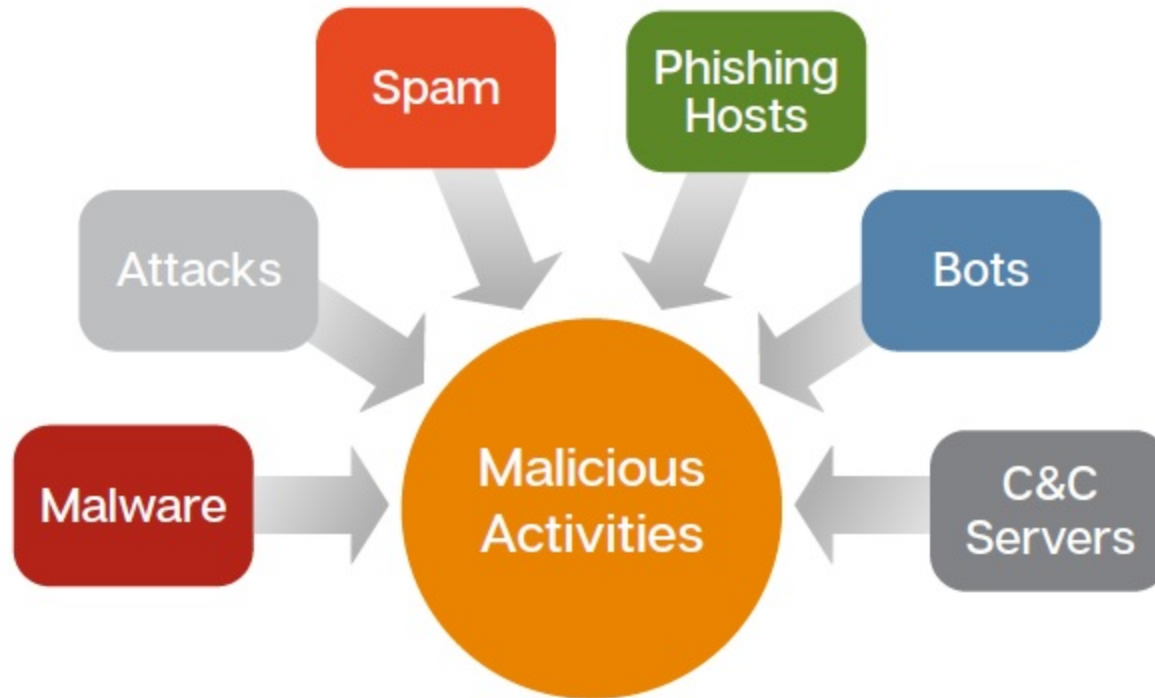 Spam
Phishing
Hosts
Attacks
Bots
Malware
Malicious
Activities
C&C
Servers